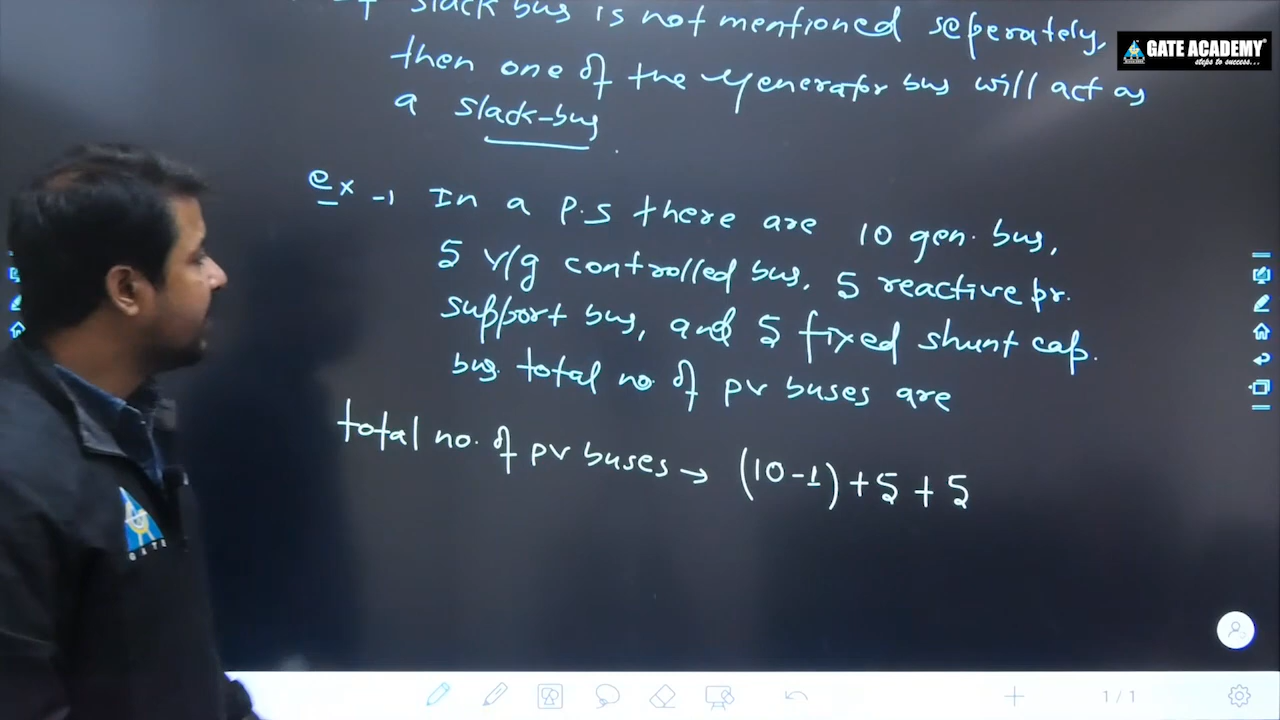 slack bus is not mentioned seperately,
then one of the generator bus will act as
a slack-bus.
ex -1 In a p.s there are 10 gen. bus,
5 v/g controlled bus, 5 reactive pr.
support bus, and 5 fixed shunt cap.
bus. total no. of pv buses are
total no. of pv buses → (10-1)+5+5
GATE ACADEMY
steps to success...
GATE
1/1